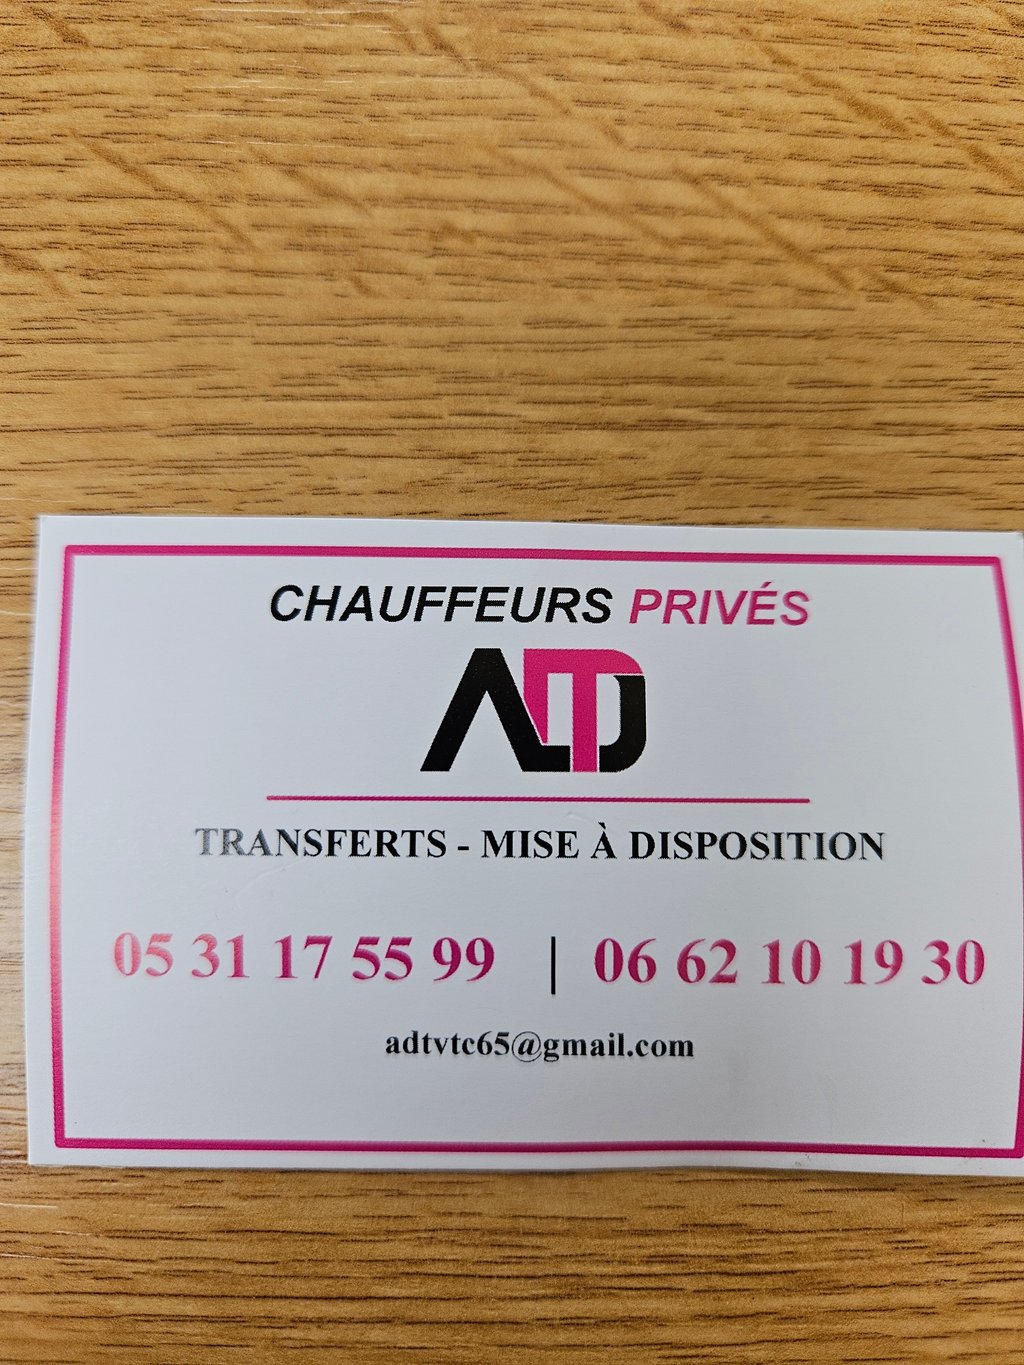 CHAUFFEURS PRIVÉS
ADT
TRANSFERTS - MISE À DISPOSITION
05 31 17 55 99 | 06 62 10 19 30
adtvtc65@gmail.com